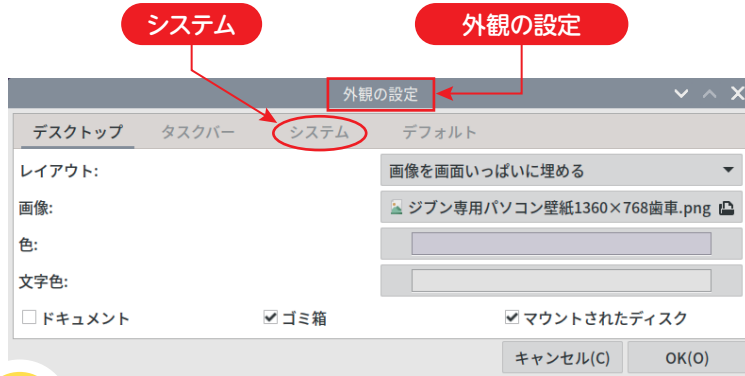 システム
外観の設定
外観の設定
デスクトップ タスクバー システム デフォルト
レイアウト: 画像を画面いっぱいに埋める
画像: ジブン専用パソコン壁紙1360×768歯車.png
色:
文字色:
ドキュメント ゴミ箱 マウントされたディスク
キャンセル(C) OK(O)